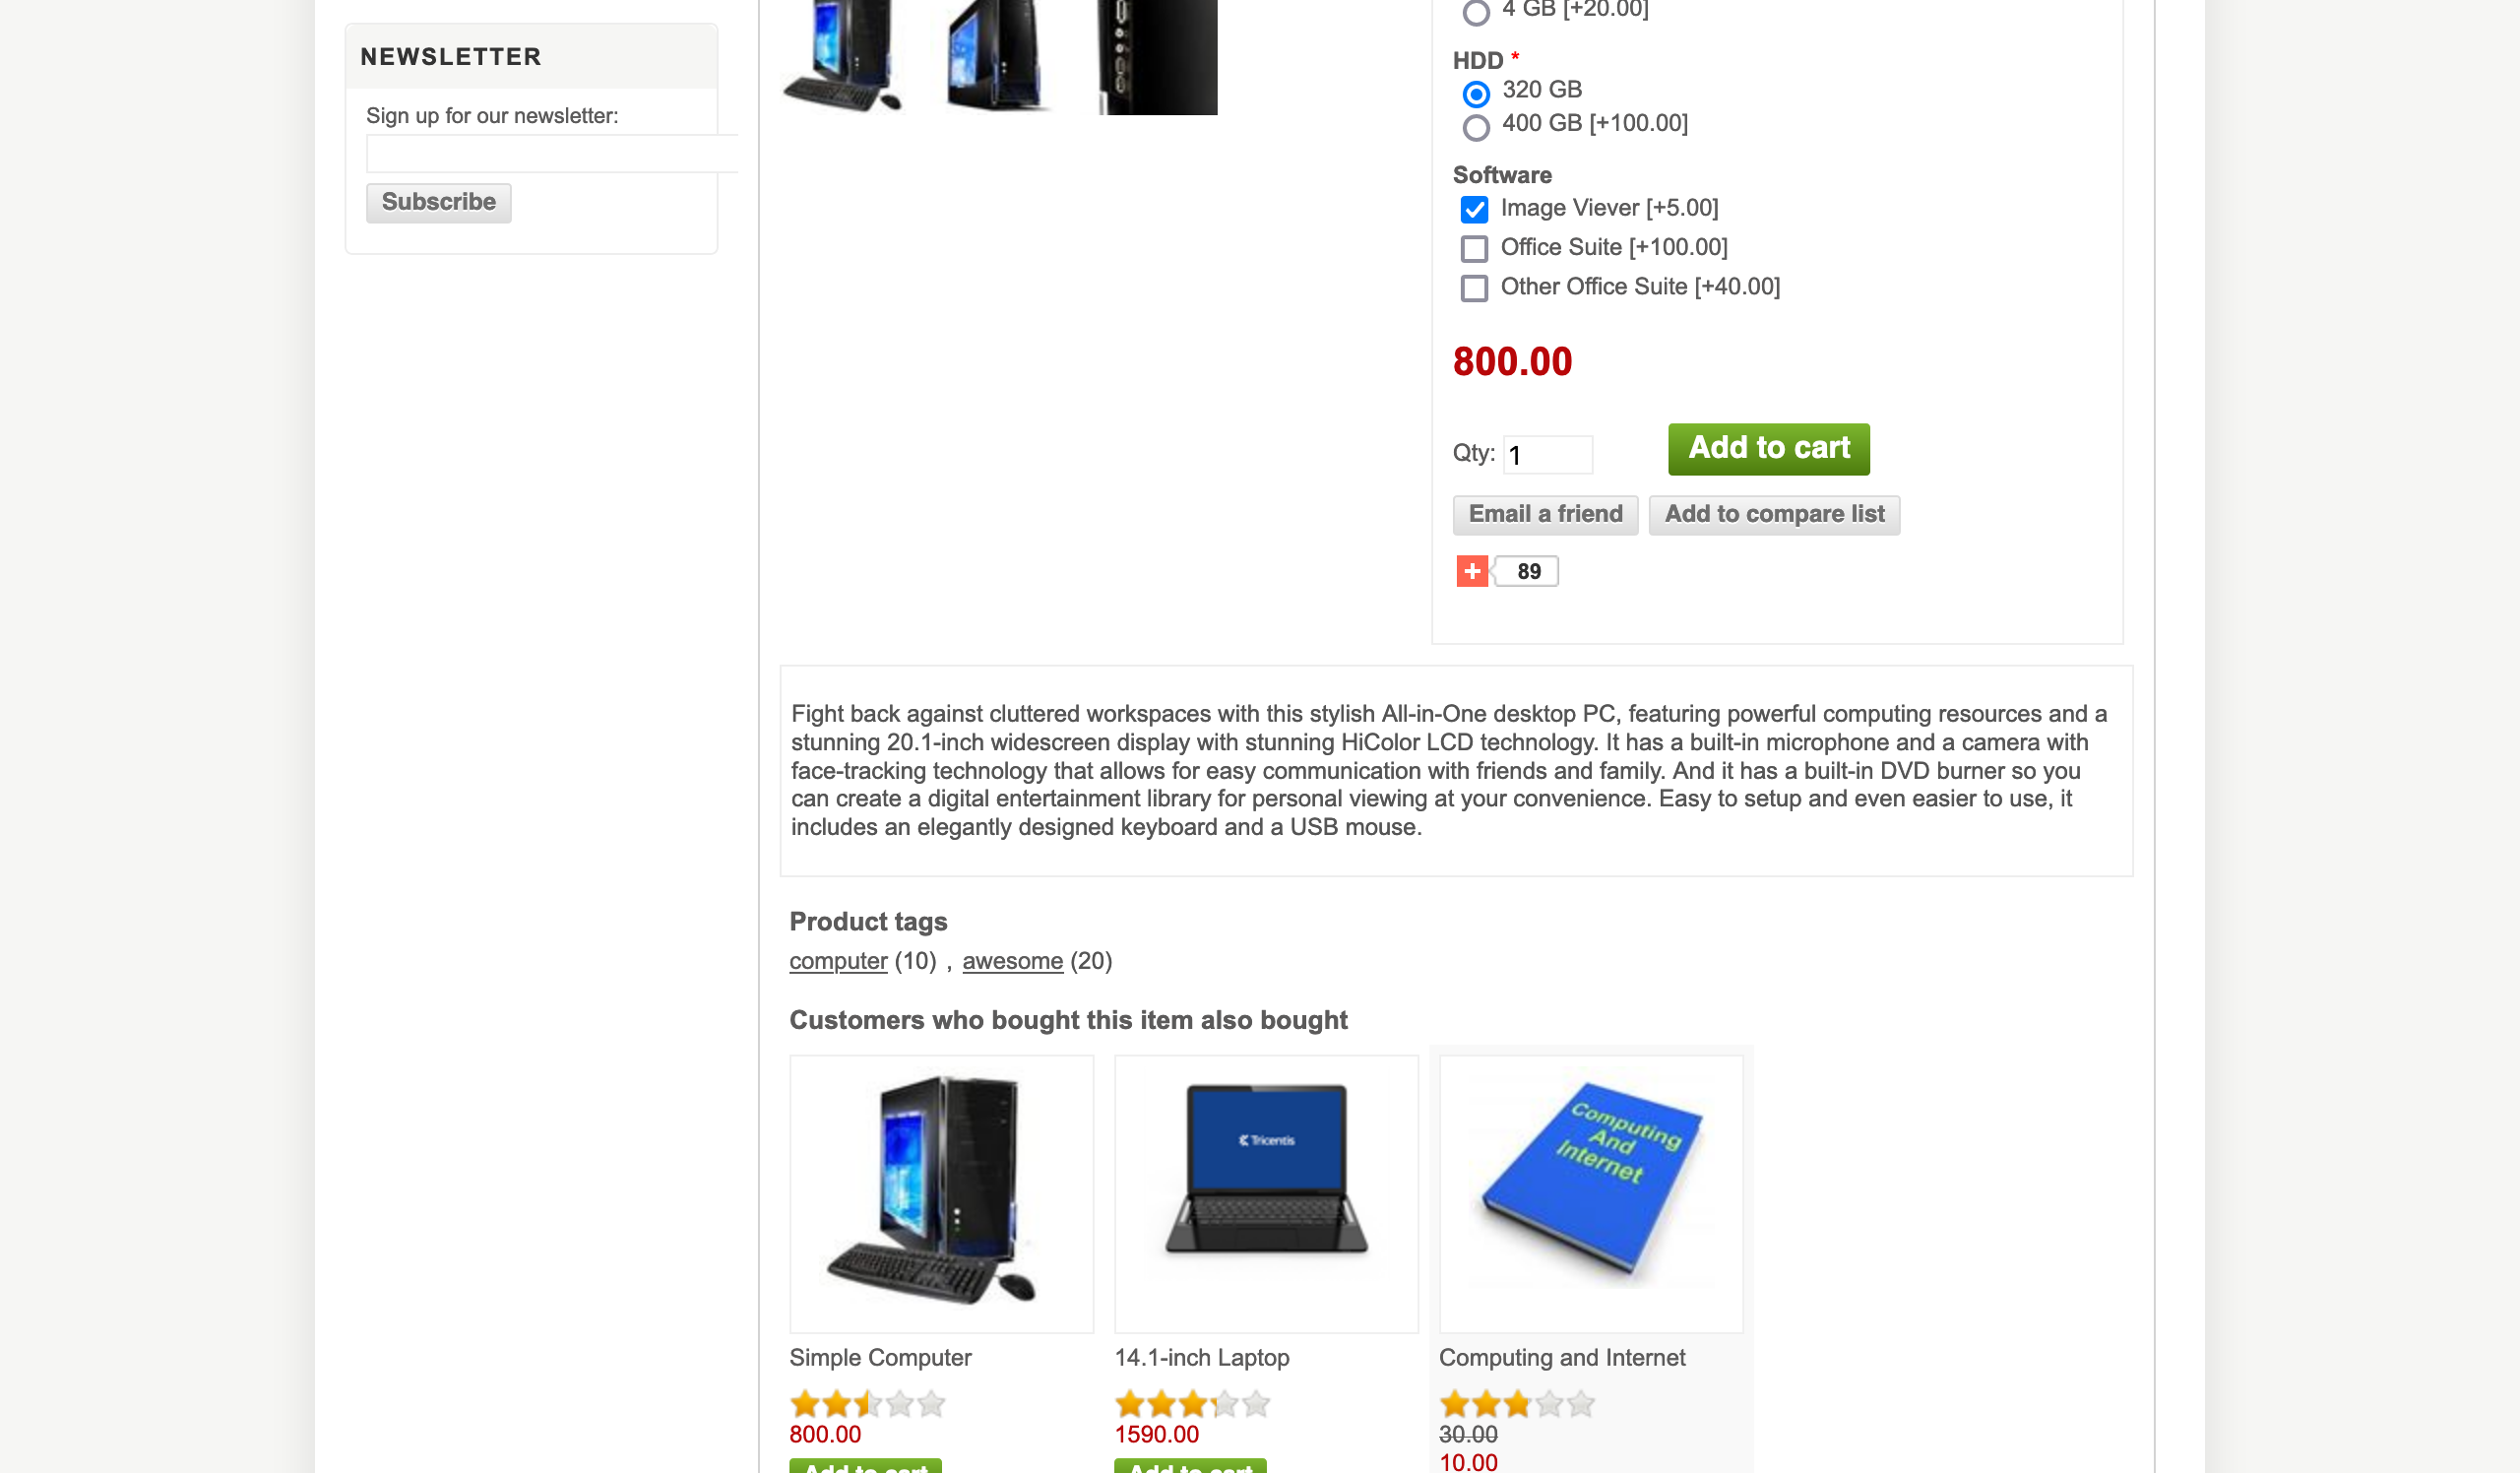 NEWSLETTER
Sign up for our newsletter:
Subscribe
4 GB [+20.00]
HDD *
320 GB
400 GB [+100.00]
Software
Image Viever [+5.00]
Office Suite [+100.00]
Other Office Suite [+40.00]
800.00
Qty: 1
Add to cart
Email a friend
Add to compare list
89
Fight back against cluttered workspaces with this stylish All-in-One desktop PC, featuring powerful computing resources and a
stunning 20.1-inch widescreen display with stunning HiColor LCD technology. It has a built-in microphone and a camera with
face-tracking technology that allows for easy communication with friends and family. And it has a built-in DVD burner so you
can create a digital entertainment library for personal viewing at your convenience. Easy to setup and even easier to use, it
includes an elegantly designed keyboard and a USB mouse.
Product tags
computer (10) , awesome (20)
Customers who bought this item also bought
Tricentis
Computing
And
Internet
Simple Computer
14.1-inch Laptop
Computing and Internet
800.00
1590.00
30.00
10.00
Add to cart
Add to cart